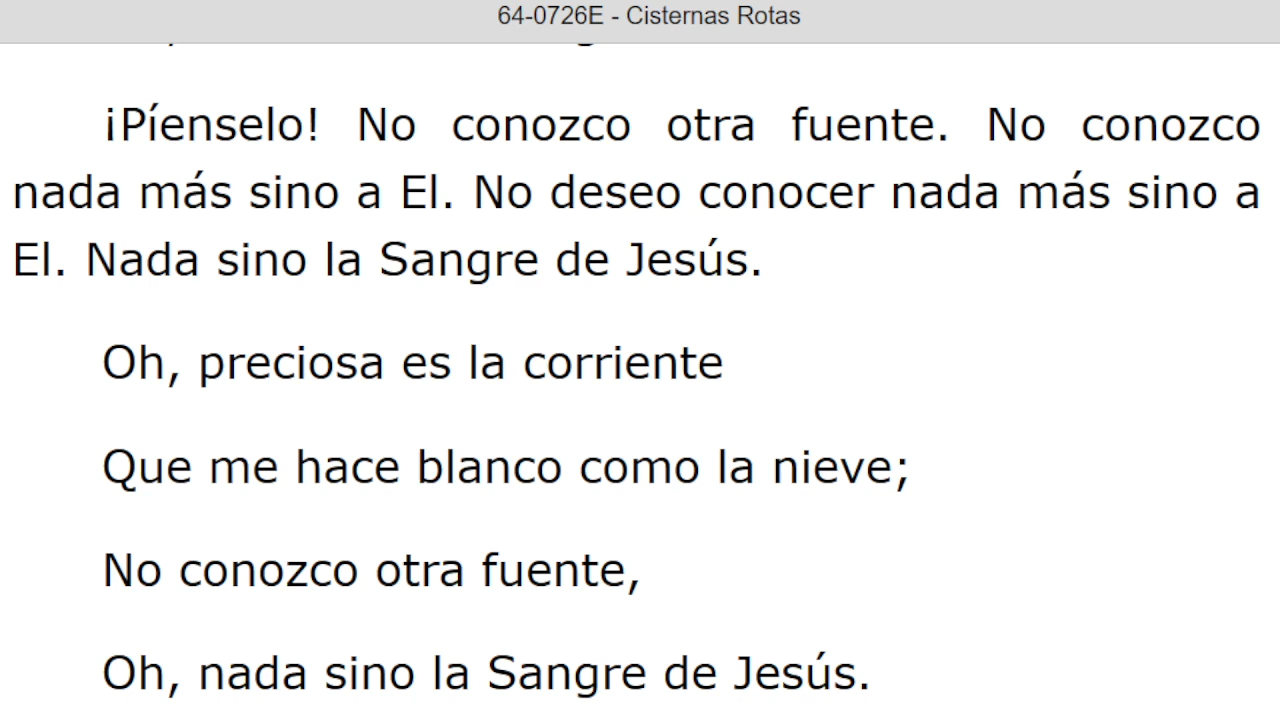 64-0726E - Cisternas Rotas
¡Píenselo! No conozco otra fuente. No conozco
nada más sino a El. No deseo conocer nada más sino a
El. Nada sino la Sangre de Jesús.
Oh, preciosa es la corriente
Que me hace blanco como la nieve;
No conozco otra fuente,
Oh, nada sino la Sangre de Jesús.